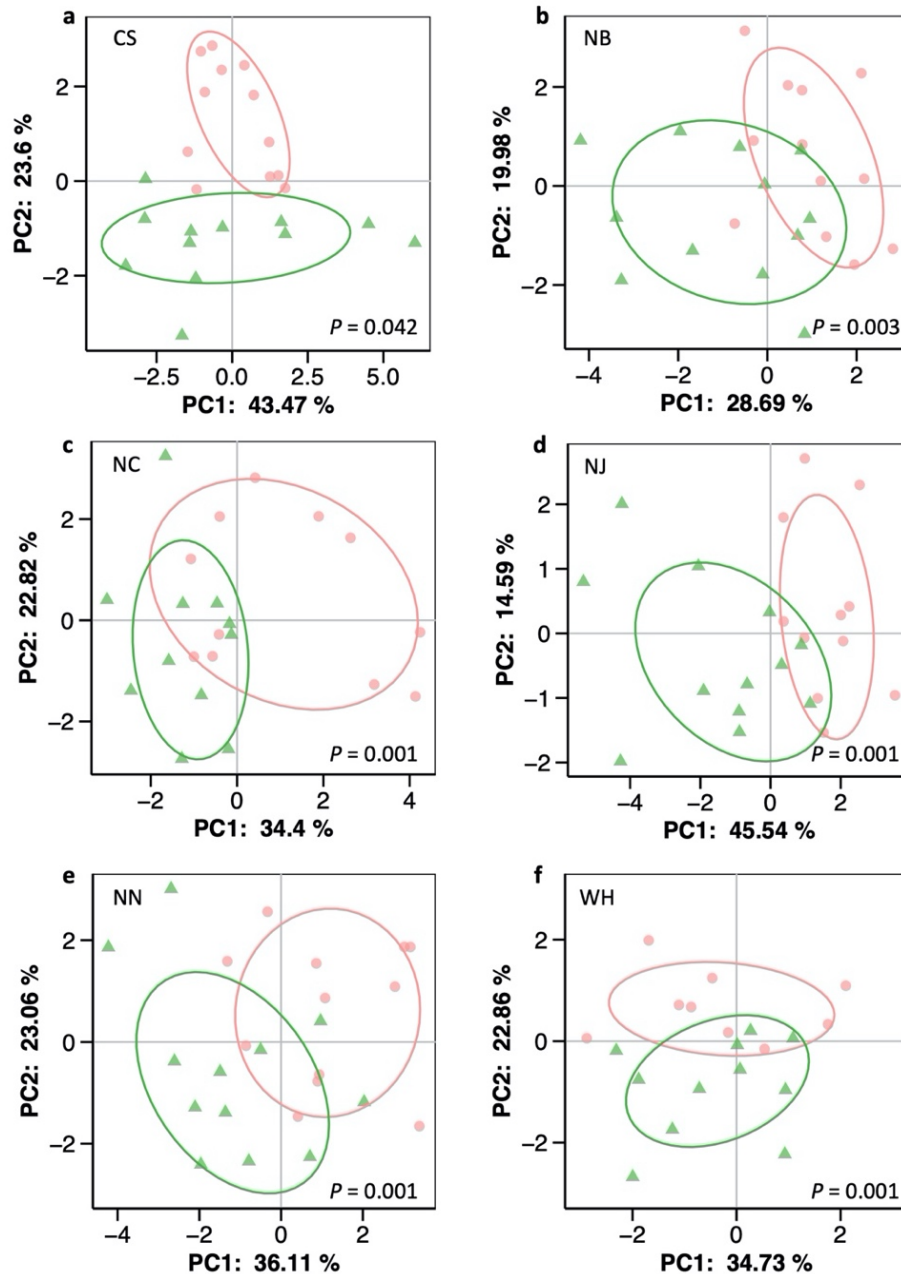 a
CS
PC2: 23.6 %
2
0
−2
P = 0.042
−2.5 0.0 2.5 5.0
PC1: 43.47 %
b
NB
PC2: 19.98 %
2
0
−2
P = 0.003
−4 −2 0 2
PC1: 28.69 %
c
NC
PC2: 22.82 %
2
0
−2
P = 0.001
−2 0 2 4
PC1: 34.4 %
d
NJ
PC2: 14.59 %
2
1
0
−1
−2
P = 0.001
−4 −2 0 2
PC1: 45.54 %
e
NN
PC2: 23.06 %
2
0
−2
P = 0.001
−4 −2 0 2
PC1: 36.11 %
f
WH
PC2: 22.86 %
2
0
−2
P = 0.001
−2 0 2
PC1: 34.73 %